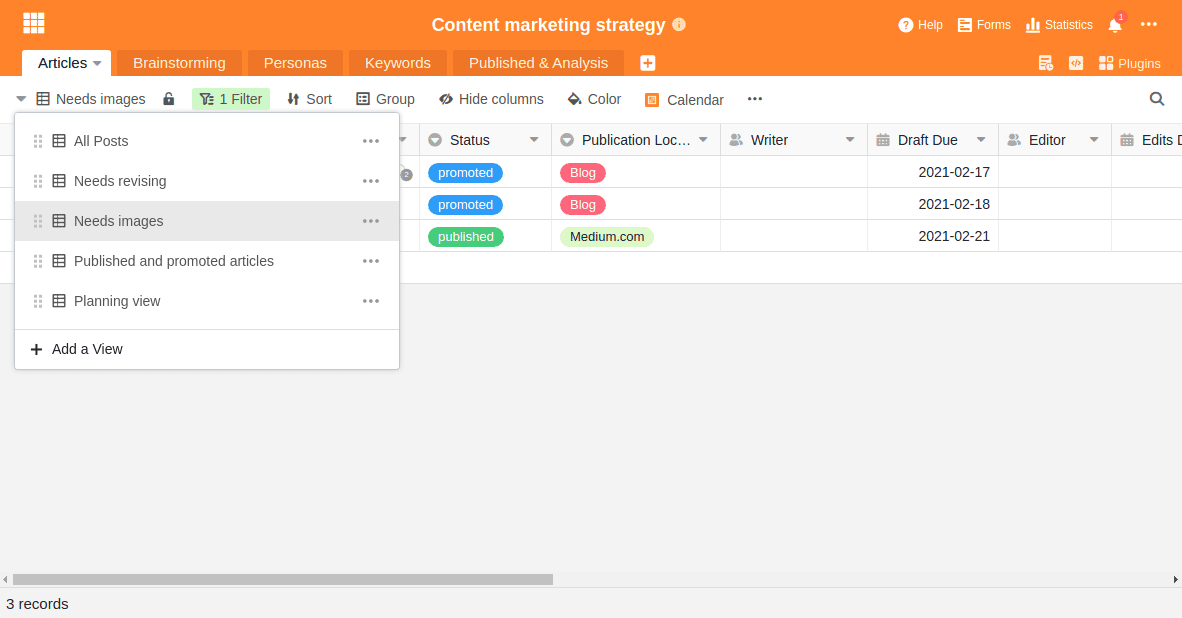 Content marketing strategy
Help Forms Statistics 1
Articles Brainstorming Personas Keywords Published & Analysis Plugins
Needs images 1 Filter Sort Group Hide columns Color Calendar
Status Publication Loc… Writer Draft Due Editor Edits D
2 promoted Blog 2021-02-17
promoted Blog 2021-02-18
published Medium.com 2021-02-21
All Posts
Needs revising
Needs images
Published and promoted articles
Planning view
Add a View
3 records